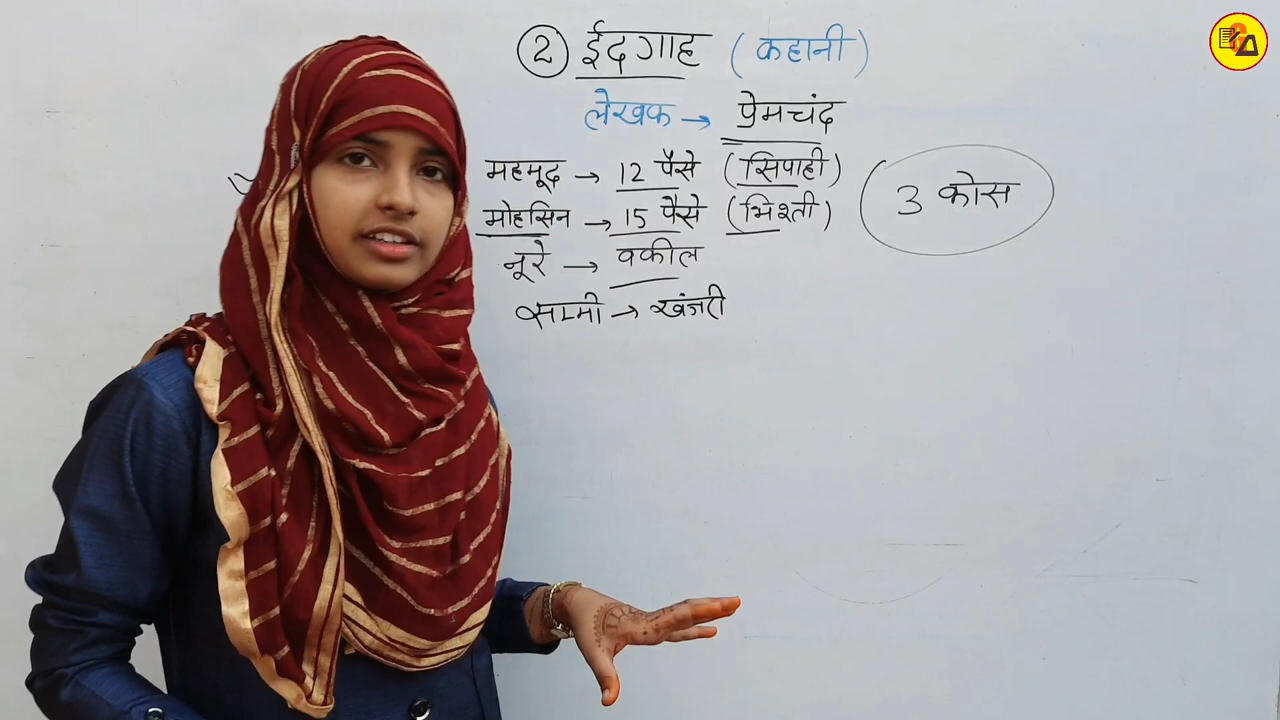 ② ईदगाह (कहानी)
लेखक → प्रेमचंद
महमूद → 12 पैसे (सिपाही)
मोहसिन → 15 पैसे (भिश्ती)
3 कोस
नूरे → वकील
सम्मी → खंजरी